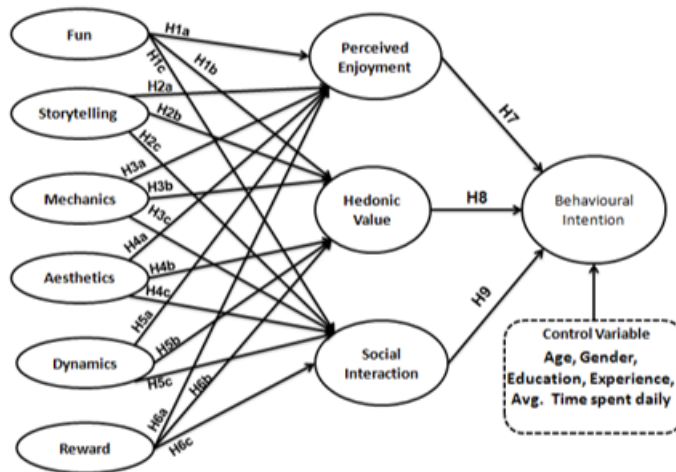 Fun
H1a
H1b
H1c
Perceived
Enjoyment
Storytelling
H2a
H2b
H2c
H7
Mechanics
H3a
H3b
H3c
Hedonic
Value
H8
Behavioural
Intention
Aesthetics
H4a
H4b
H4c
H9
Dynamics
H5a
H5b
H5c
Social
Interaction
Control Variable
Age, Gender,
Education, Experience,
Avg. Time spent daily
Reward
H6a
H6b
H6c